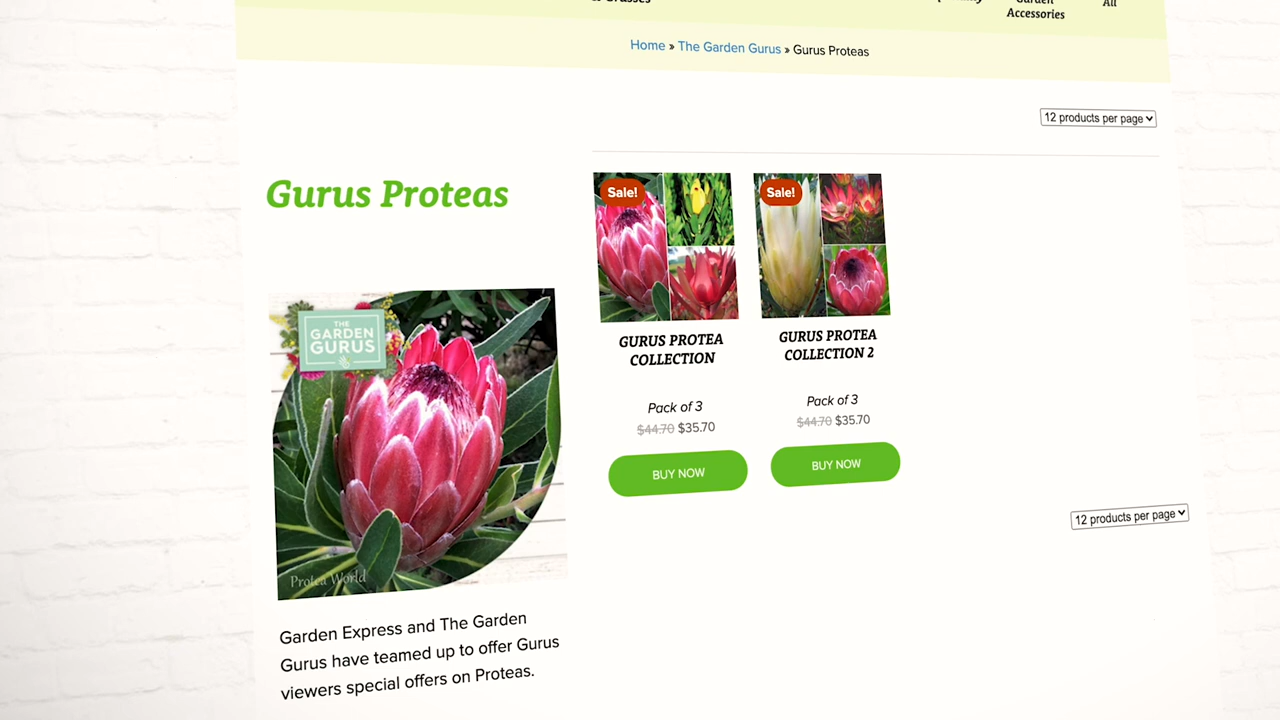 Garden
Accessories
All
Home » The Garden Gurus » Gurus Proteas
12 products per page
Gurus Proteas
Sale!
Sale!
THE
GARDEN
GURUS
GURUS PROTEA
COLLECTION
GURUS PROTEA
COLLECTION 2
Pack of 3
$44.70 $35.70
Pack of 3
$44.70 $35.70
BUY NOW
BUY NOW
12 products per page
Protea World
Garden Express and The Garden
Gurus have teamed up to offer Gurus
viewers special offers on Proteas.